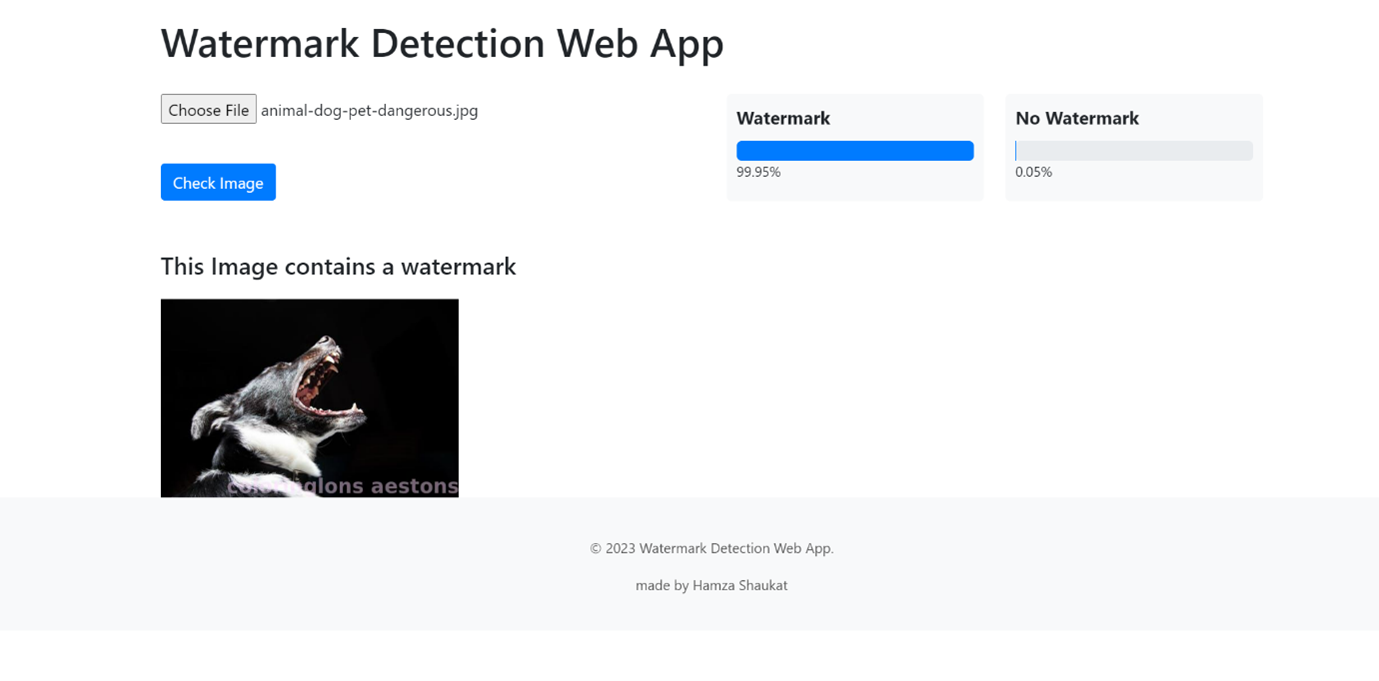 Watermark Detection Web App
Choose File animal-dog-pet-dangerous.jpg
Check Image
Watermark
99.95%
No Watermark
0.05%
This Image contains a watermark
aestons
© 2023 Watermark Detection Web App.
made by Hamza Shaukat